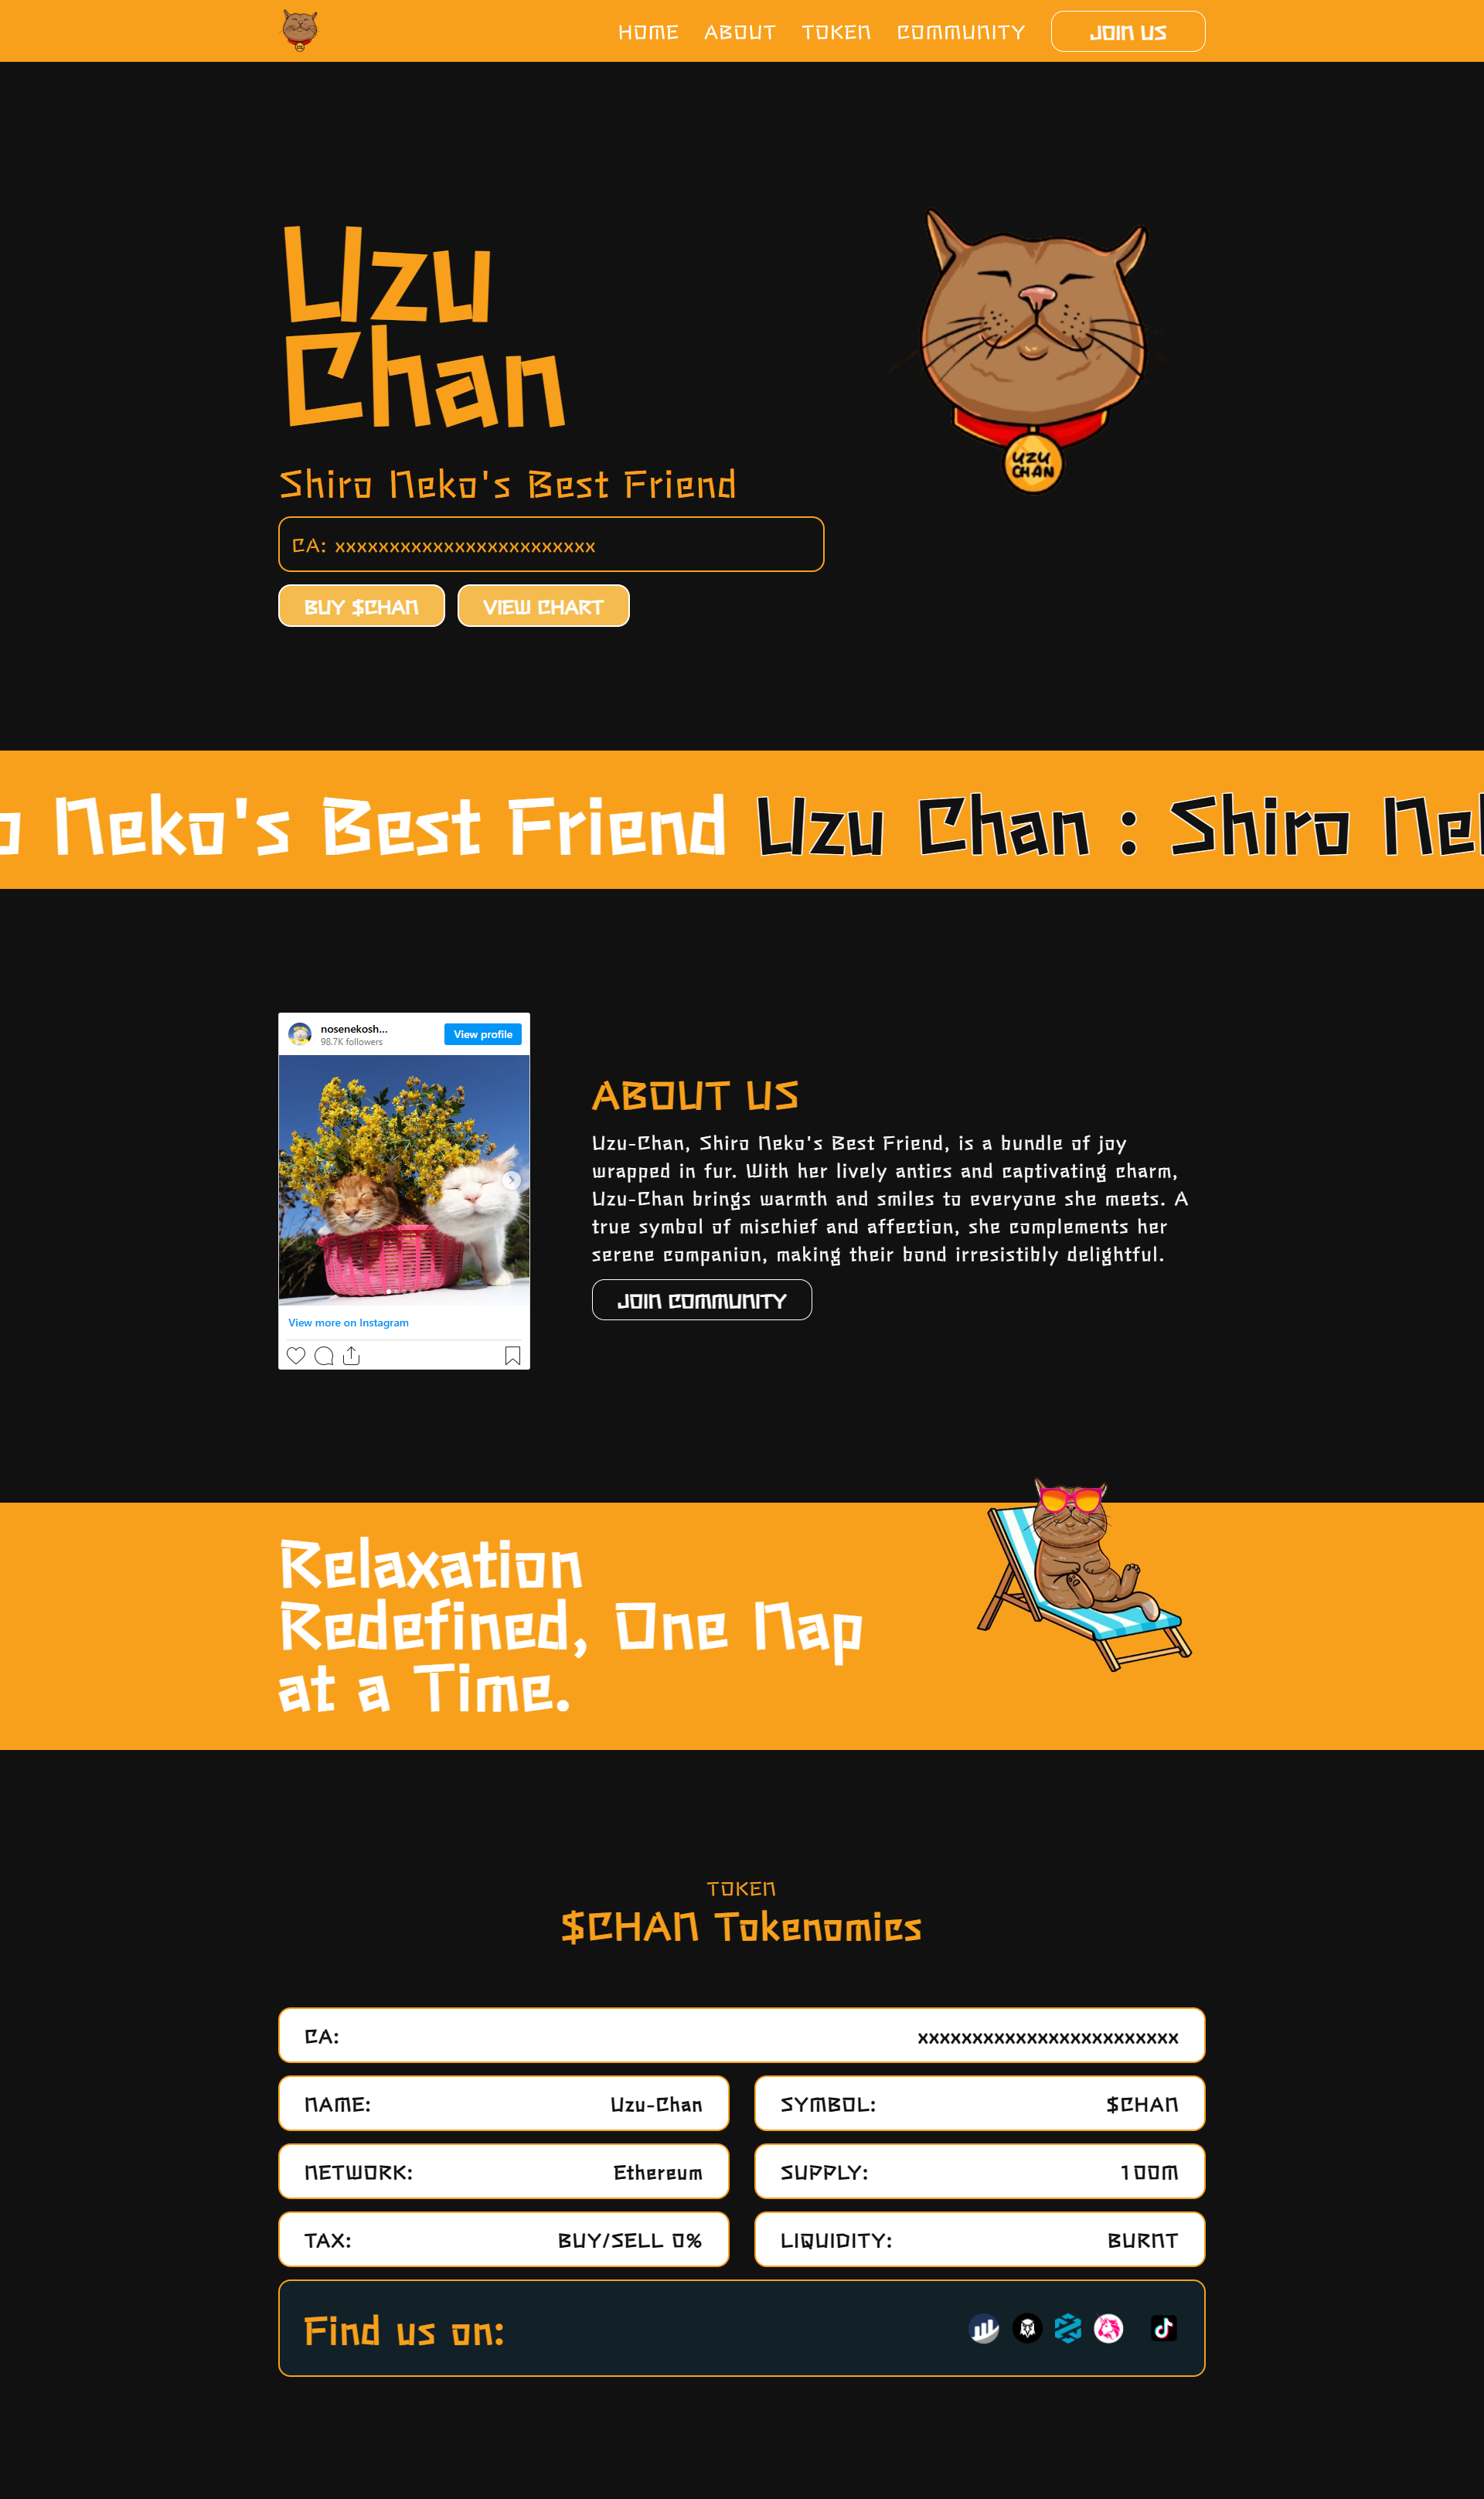 HOME ABOUT TOKEN COMMUNITY JOIN US
Uzu
Chan
UZU
CHAN
Shiro Neko's Best Friend
CA: xxxxxxxxxxxxxxxxxxxxxxxx
BUY $CHAN VIEW CHART
o Neko's Best Friend Uzu Chan : Shiro Ne
nosenekosh...
98.7K followers
View profile
View more on Instagram
ABOUT US
Uzu-Chan, Shiro Neko's Best Friend, is a bundle of joy
wrapped in fur. With her lively antics and captivating charm,
Uzu-Chan brings warmth and smiles to everyone she meets. A
true symbol of mischief and affection, she complements her
serene companion, making their bond irresistibly delightful.
JOIN COMMUNITY
Relaxation
Redefined, One Nap
at a Time.
TOKEN
$CHAN Tokenomics
CA: xxxxxxxxxxxxxxxxxxxxxxxx
NAME: Uzu-Chan
SYMBOL: $CHAN
NETWORK: Ethereum
SUPPLY: 100M
TAX: BUY/SELL 0%
LIQUIDITY: BURNT
Find us on: